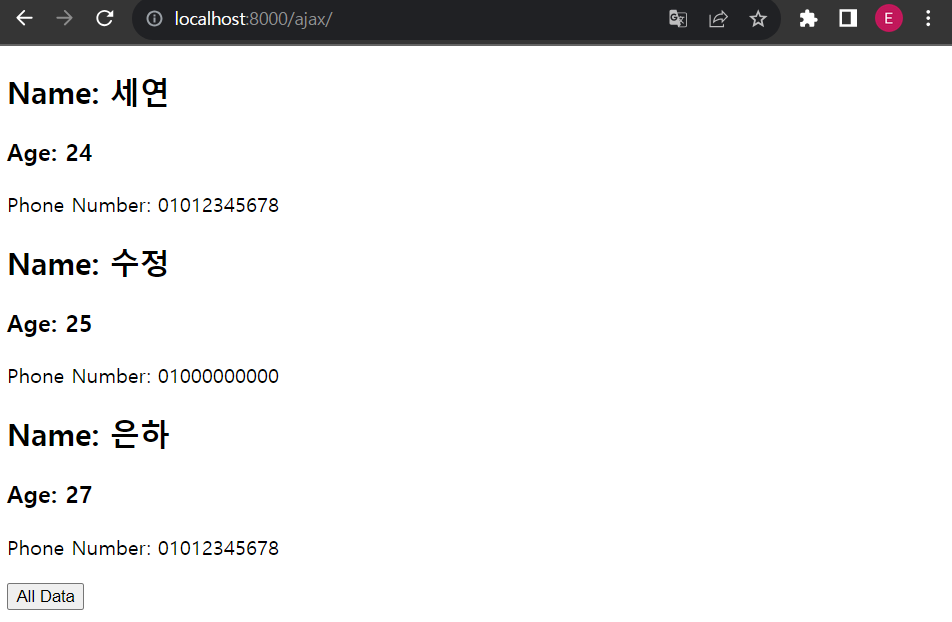 localhost:8000/ajax/
E
Name: 세연
Age: 24
Phone Number: 01012345678
Name: 수정
Age: 25
Phone Number: 01000000000
Name: 은하
Age: 27
Phone Number: 01012345678
All Data